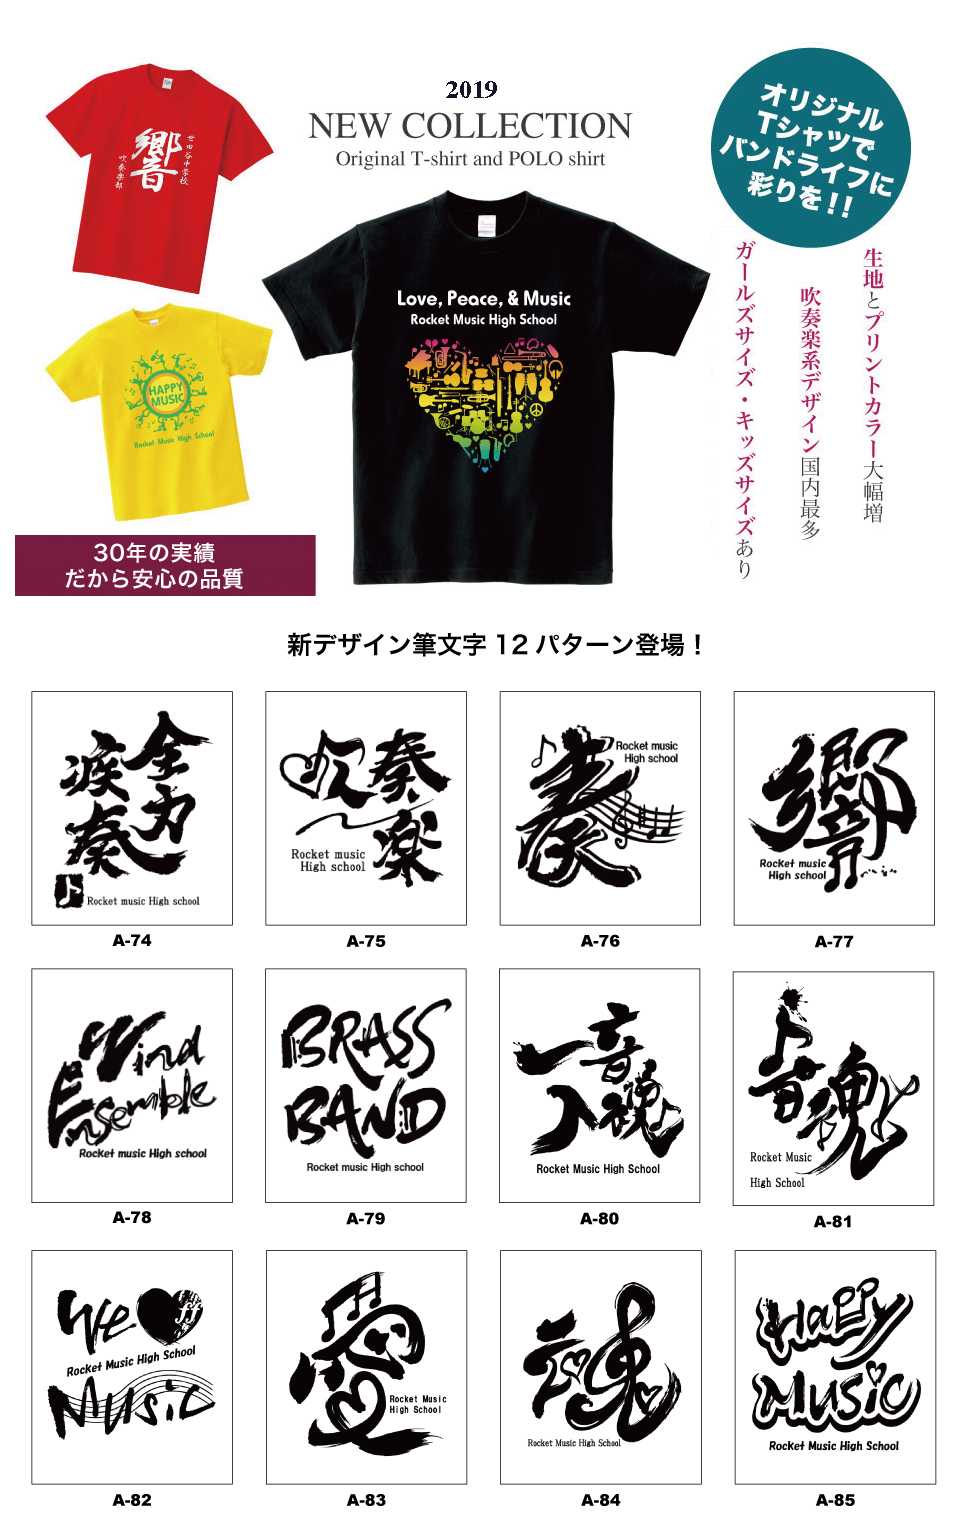 2019
NEW COLLECTION
Original T-shirt and POLO shirt
オリジナル
Tシャツで
バンドライフに
彩りを!!
生地とプリントカラー大幅増
吹奏楽系デザイン国内最多
ガールズサイズ・キッズサイズあり
響
世田谷中学校
吹奏楽部
HAPPY
MUSIC
Rocket Music High School
Love, Peace, & Music
Rocket Music High School
30年の実績
だから安心の品質
新デザイン筆文字12パターン登場！
全力
涙奏
Rocket music High school
A-74
吹奏
楽
Rocket music
High school
A-75
奏
Rocket music
High school
A-76
響
Rocket music
High school
A-77
Wind
Ensemble
Rocket music High school
A-78
BRASS
BAND
Rocket music High school
A-79
一音
入魂
Rocket Music High School
A-80
音魂
Rocket Music
High School
A-81
We
ff
Rocket Music High School
Music
A-82
愛
Rocket Music
High School
A-83
魂
Rocket Music High School
A-84
Happy
Music
Rocket Music High School
A-85